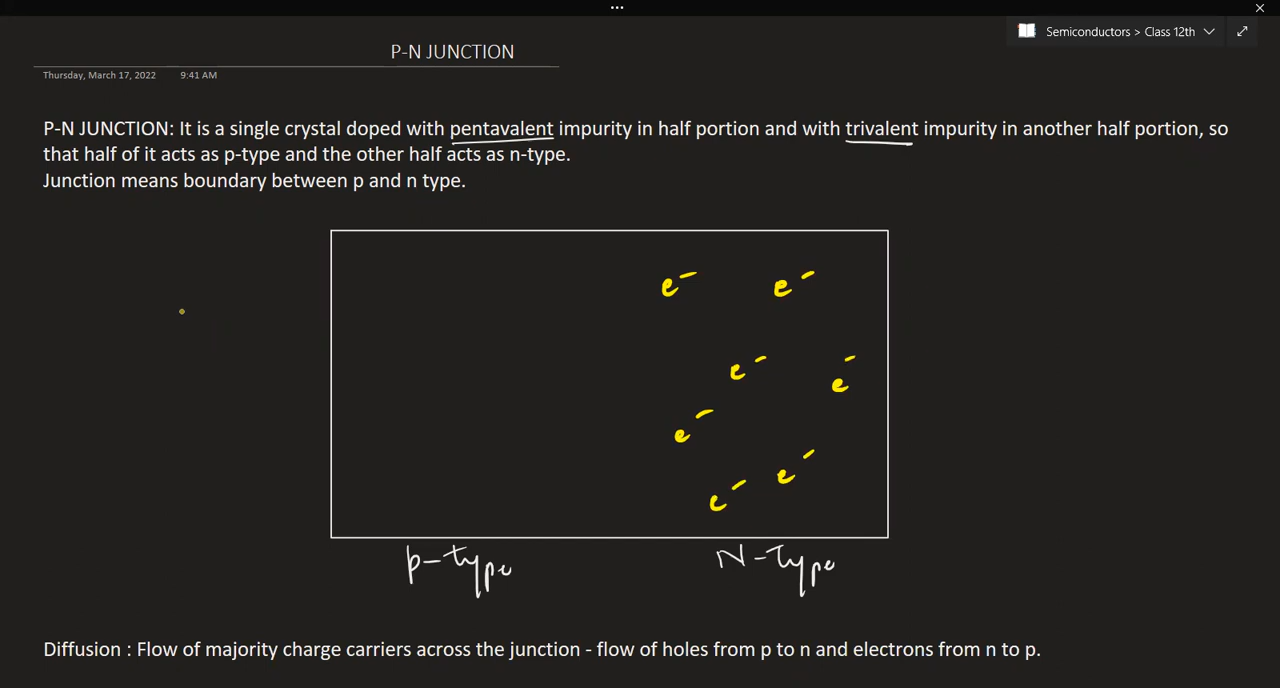 Semiconductors > Class 12th
P-N JUNCTION
Thursday, March 17, 2022 9:41 AM
P-N JUNCTION: It is a single crystal doped with pentavalent impurity in half portion and with trivalent impurity in another half portion, so
that half of it acts as p-type and the other half acts as n-type.
Junction means boundary between p and n type.
e⁻ e⁻
e⁻ e⁻
e⁻
e⁻ e⁻
p-type N-type
Diffusion : Flow of majority charge carriers across the junction - flow of holes from p to n and electrons from n to p.